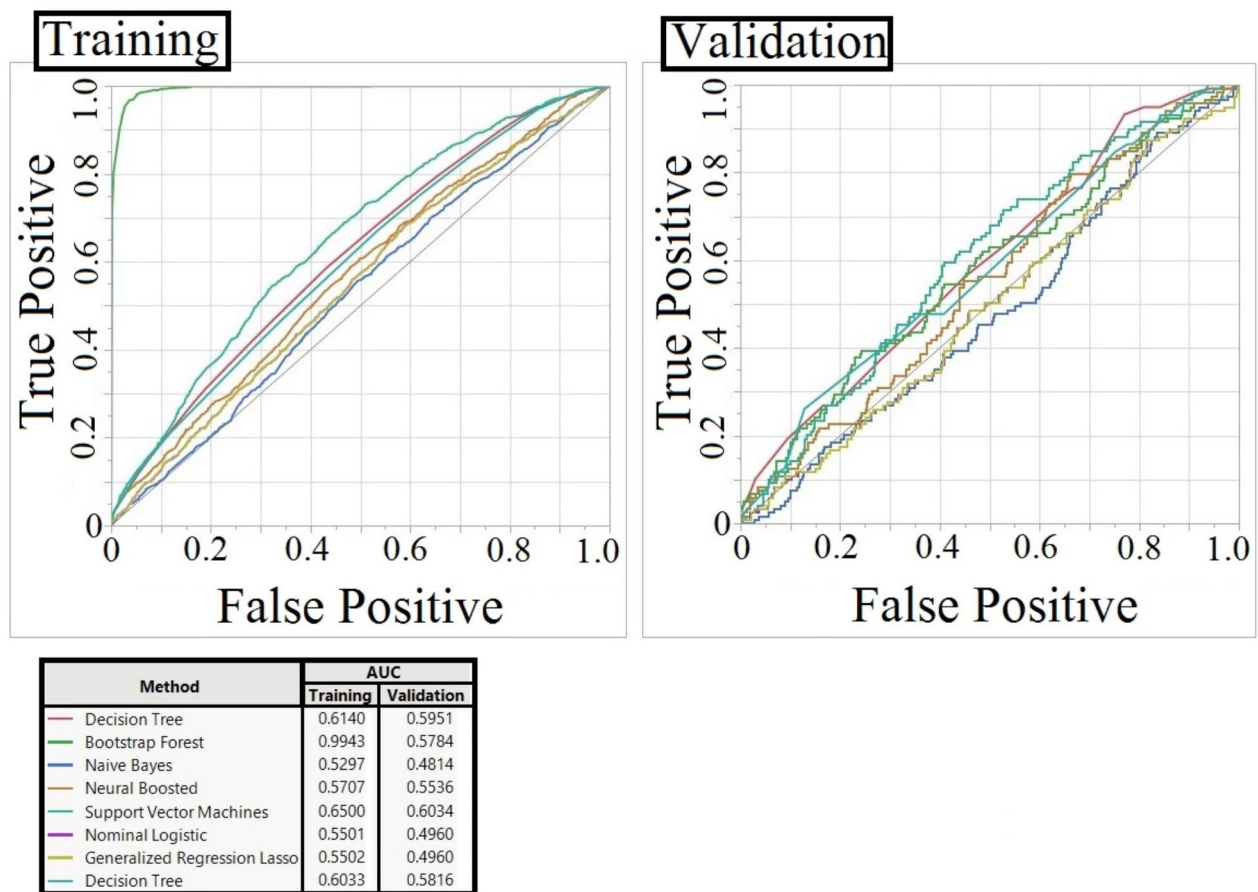 Training
Validation
1.0
0.8
0.6
0.4
0.2
0
True Positive
0 0.2 0.4 0.6 0.8 1.0
False Positive
1.0
0.8
0.6
0.4
0.2
0
True Positive
0 0.2 0.4 0.6 0.8 1.0
False Positive
Method AUC
Training Validation
Decision Tree 0.6140 0.5951
Bootstrap Forest 0.9943 0.5784
Naive Bayes 0.5297 0.4814
Neural Boosted 0.5707 0.5536
Support Vector Machines 0.6500 0.6034
Nominal Logistic 0.5501 0.4960
Generalized Regression Lasso 0.5502 0.4960
Decision Tree 0.6033 0.5816